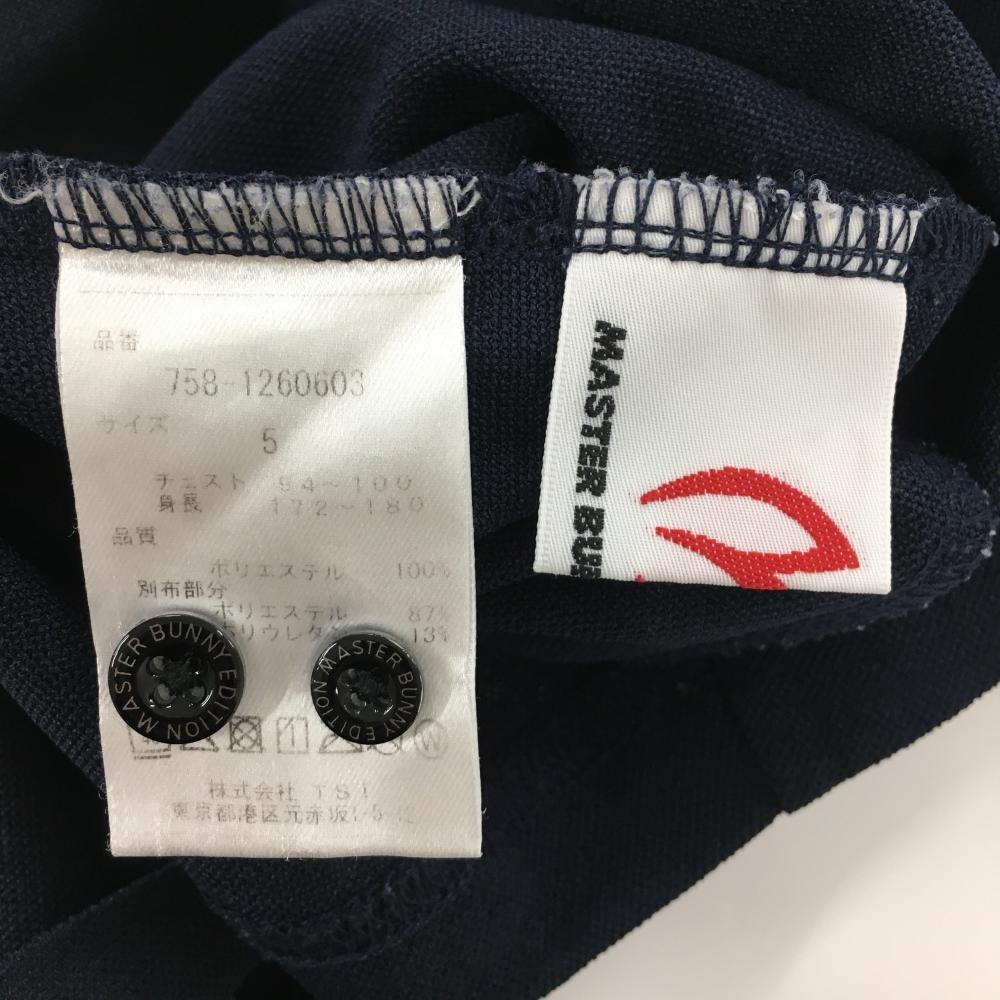 品番
758-1260603
サイズ
5
チェスト 94~100
身長 172~180
品質
ポリエステル 100%
別布部分
ポリエステル 87%
ポリウレタン 13%
MASTER BUNNY EDITION
MASTER BUNNY EDITION
株式会社 TSI
東京都港区元赤坂1-5-12
MASTER BUN